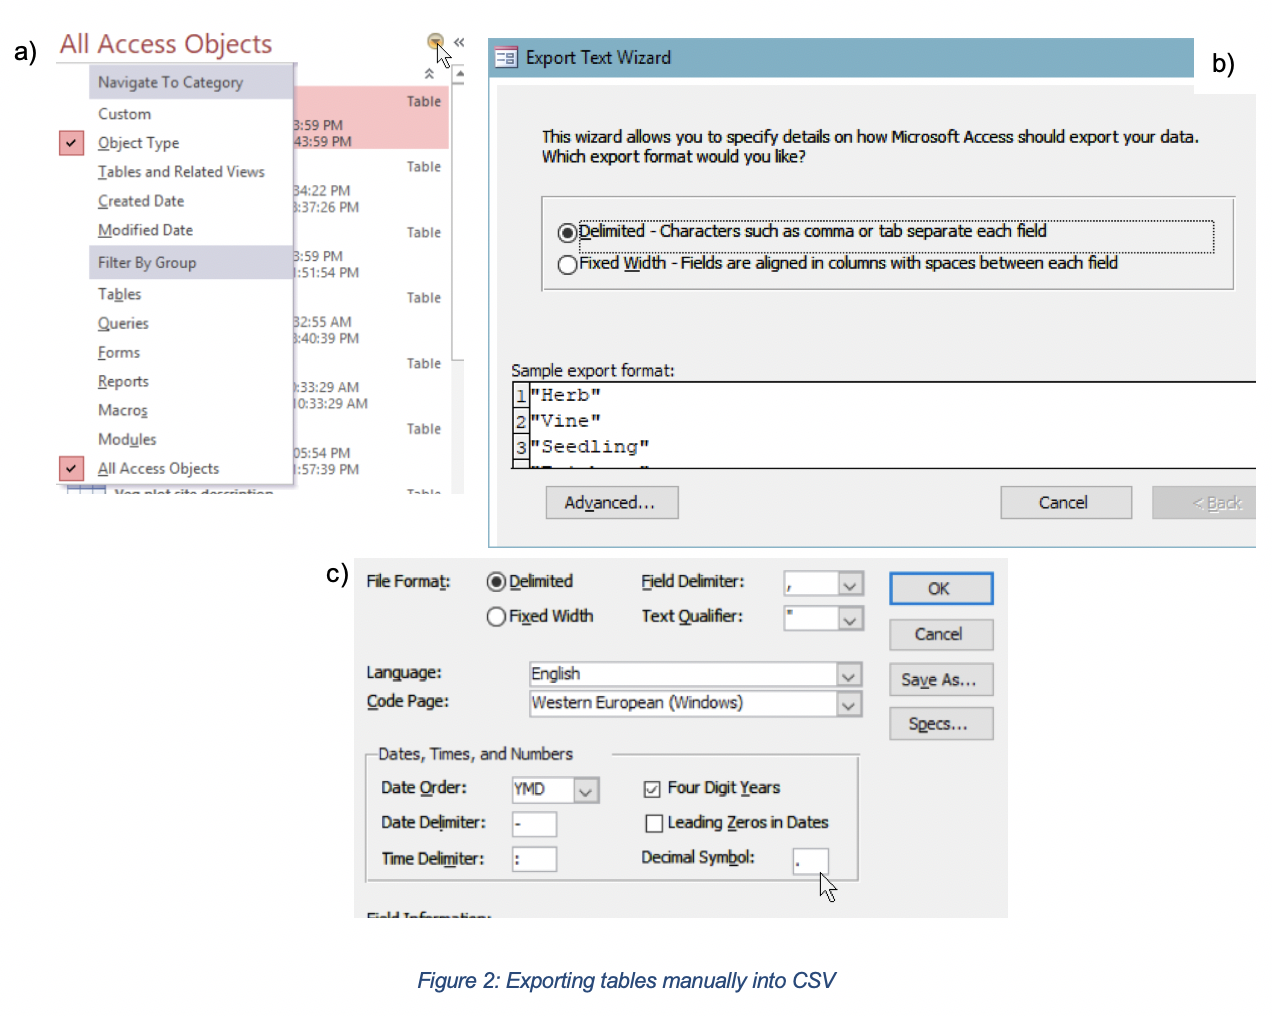 a)
All Access Objects
«
Navigate To Category
Custom
Object Type
Tables and Related Views
Created Date
Modified Date
Filter By Group
Tables
Queries
Forms
Reports
Macros
Modules
All Access Objects
Table
3:59 PM
43:59 PM
Table
34:22 PM
3:37:26 PM
Table
3:59 PM
1:51:54 PM
Table
32:55 AM
3:40:39 PM
Table
:33:29 AM
10:33:29 AM
Table
05:54 PM
1:57:39 PM
Veg plot site description
Table
b)
Export Text Wizard
This wizard allows you to specify details on how Microsoft Access should export your data.
Which export format would you like?
Delimited - Characters such as comma or tab separate each field
Fixed Width - Fields are aligned in columns with spaces between each field
Sample export format:
1 "Herb"
2 "Vine"
3 "Seedling"
Advanced...
Cancel
< Back
c)
File Format:
Delimited
Field Delimiter: ,
OK
Fixed Width
Text Qualifier: "
Cancel
Language: English
Save As...
Code Page: Western European (Windows)
Specs...
Dates, Times, and Numbers
Date Order: YMD
Four Digit Years
Date Delimiter: -
Leading Zeros in Dates
Time Delimiter: :
Decimal Symbol: .
Field Information:
Figure 2: Exporting tables manually into CSV